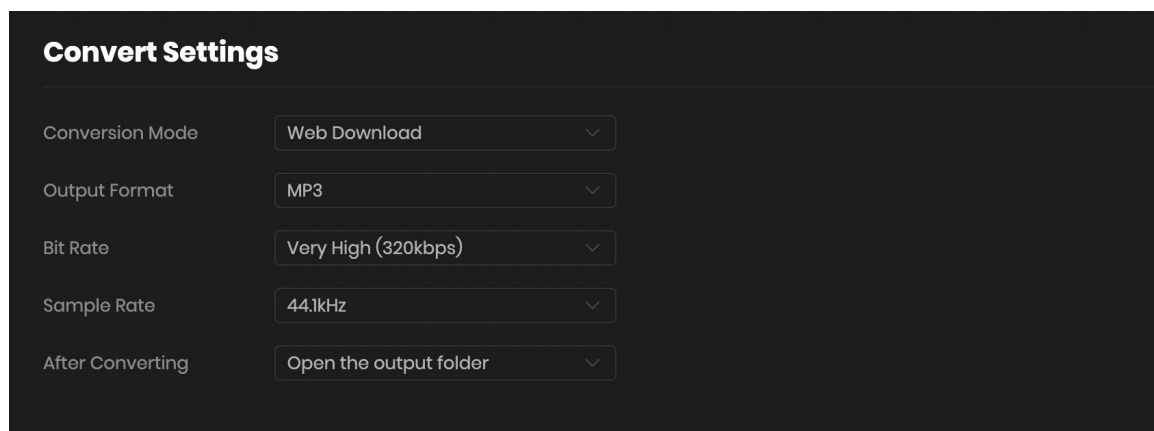 Convert Settings
Conversion Mode Web Download
Output Format MP3
Bit Rate Very High (320kbps)
Sample Rate 44.1kHz
After Converting Open the output folder